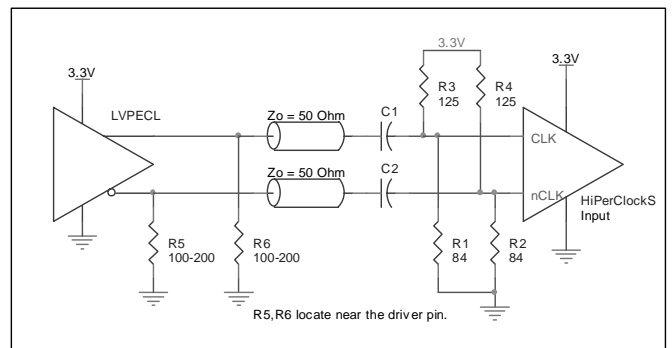 3.3V
3.3V
3.3V
LVPECL
R3
125
R4
125
Zo = 50 Ohm
C1
CLK
Zo = 50 Ohm
C2
nCLK
HiPerClockS
Input
R5
100-200
R6
100-200
R1
84
R2
84
R5,R6 locate near the driver pin.